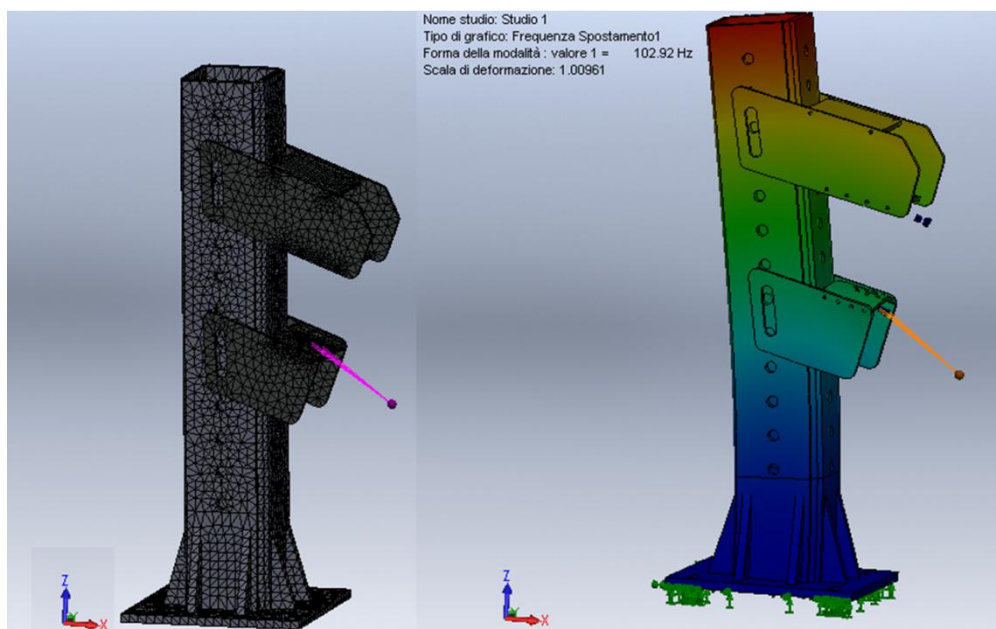 Nome studio: Studio 1
Tipo di grafico: Frequenza Spostamento1
Forma della modalità : valore 1 = 102.92 Hz
Scala di deformazione: 1.00961
Z
Y
X
Z
Y
X